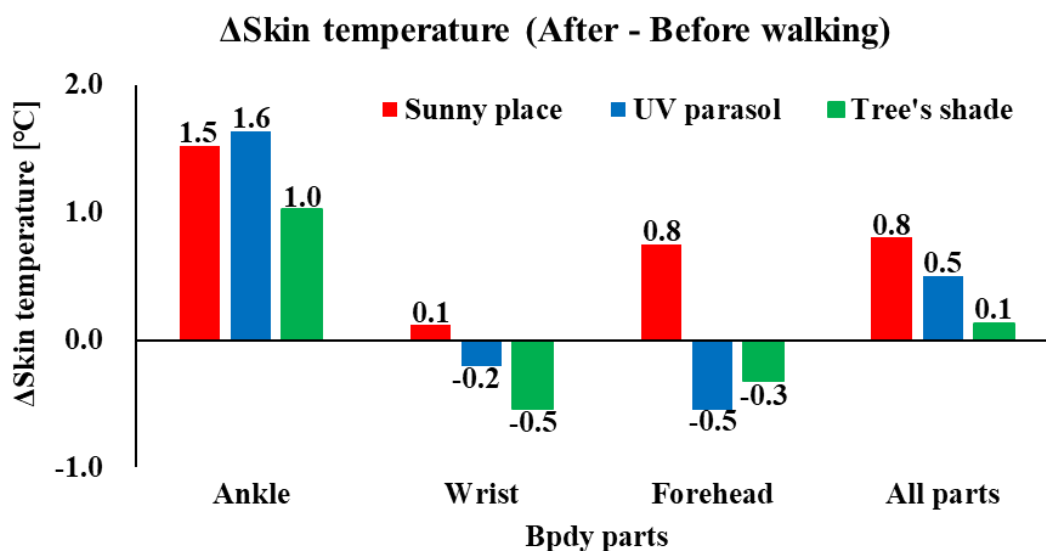 ΔSkin temperature (After - Before walking)
ΔSkin temperature [℃]
2.0
1.0
0.0
-1.0
Sunny place UV parasol Tree's shade
1.5 1.6 1.0
0.1 -0.2 -0.5
0.8 -0.5 -0.3
0.8 0.5 0.1
Ankle Wrist Forehead All parts
Bpdy parts